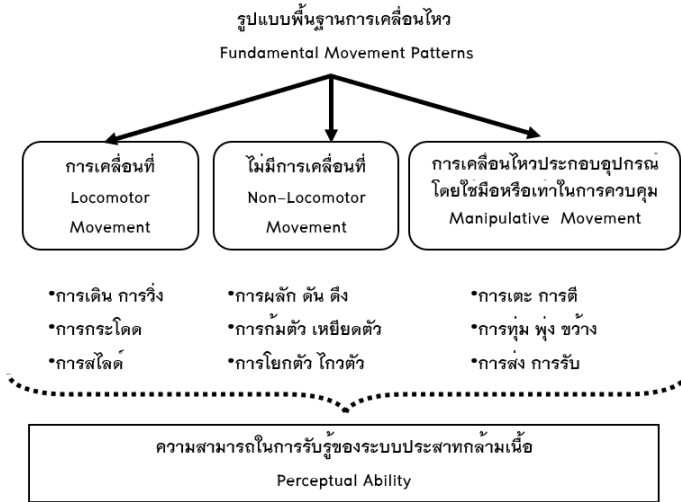 รูปแบบพื้นฐานการเคลื่อนไหว
Fundamental Movement Patterns
การเคลื่อนที่
Locomotor
Movement
ไม่มีการเคลื่อนที่
Non-Locomotor
Movement
การเคลื่อนไหวประกอบอุปกรณ์
โดยใช้มือหรือเท้าในการควบคุม
Manipulative Movement
•การเดิน การวิ่ง
•การกระโดด
•การสไลด์
•การผลัก ดัน ดึง
•การก้มตัว เหยียดตัว
•การโยกตัว ไกวตัว
•การเตะ การตี
•การทุ่ม พุ่ง ขว้าง
•การส่ง การรับ
ความสามารถในการรับรู้ของระบบประสาทกล้ามเนื้อ
Perceptual Ability